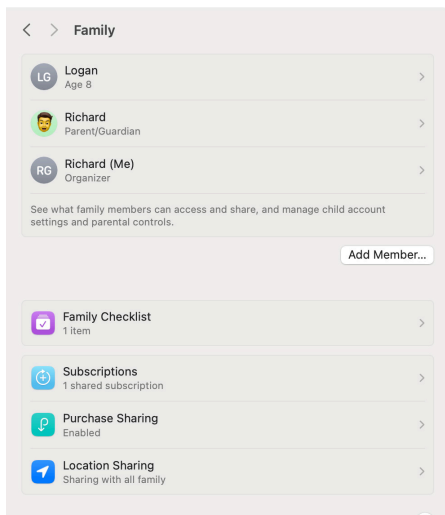 Family
LG
Logan
Age 8
Richard
Parent/Guardian
RG
Richard (Me)
Organizer
See what family members can access and share, and manage child account
settings and parental controls.
Add Member...
Family Checklist
1 item
Subscriptions
1 shared subscription
Purchase Sharing
Enabled
Location Sharing
Sharing with all family